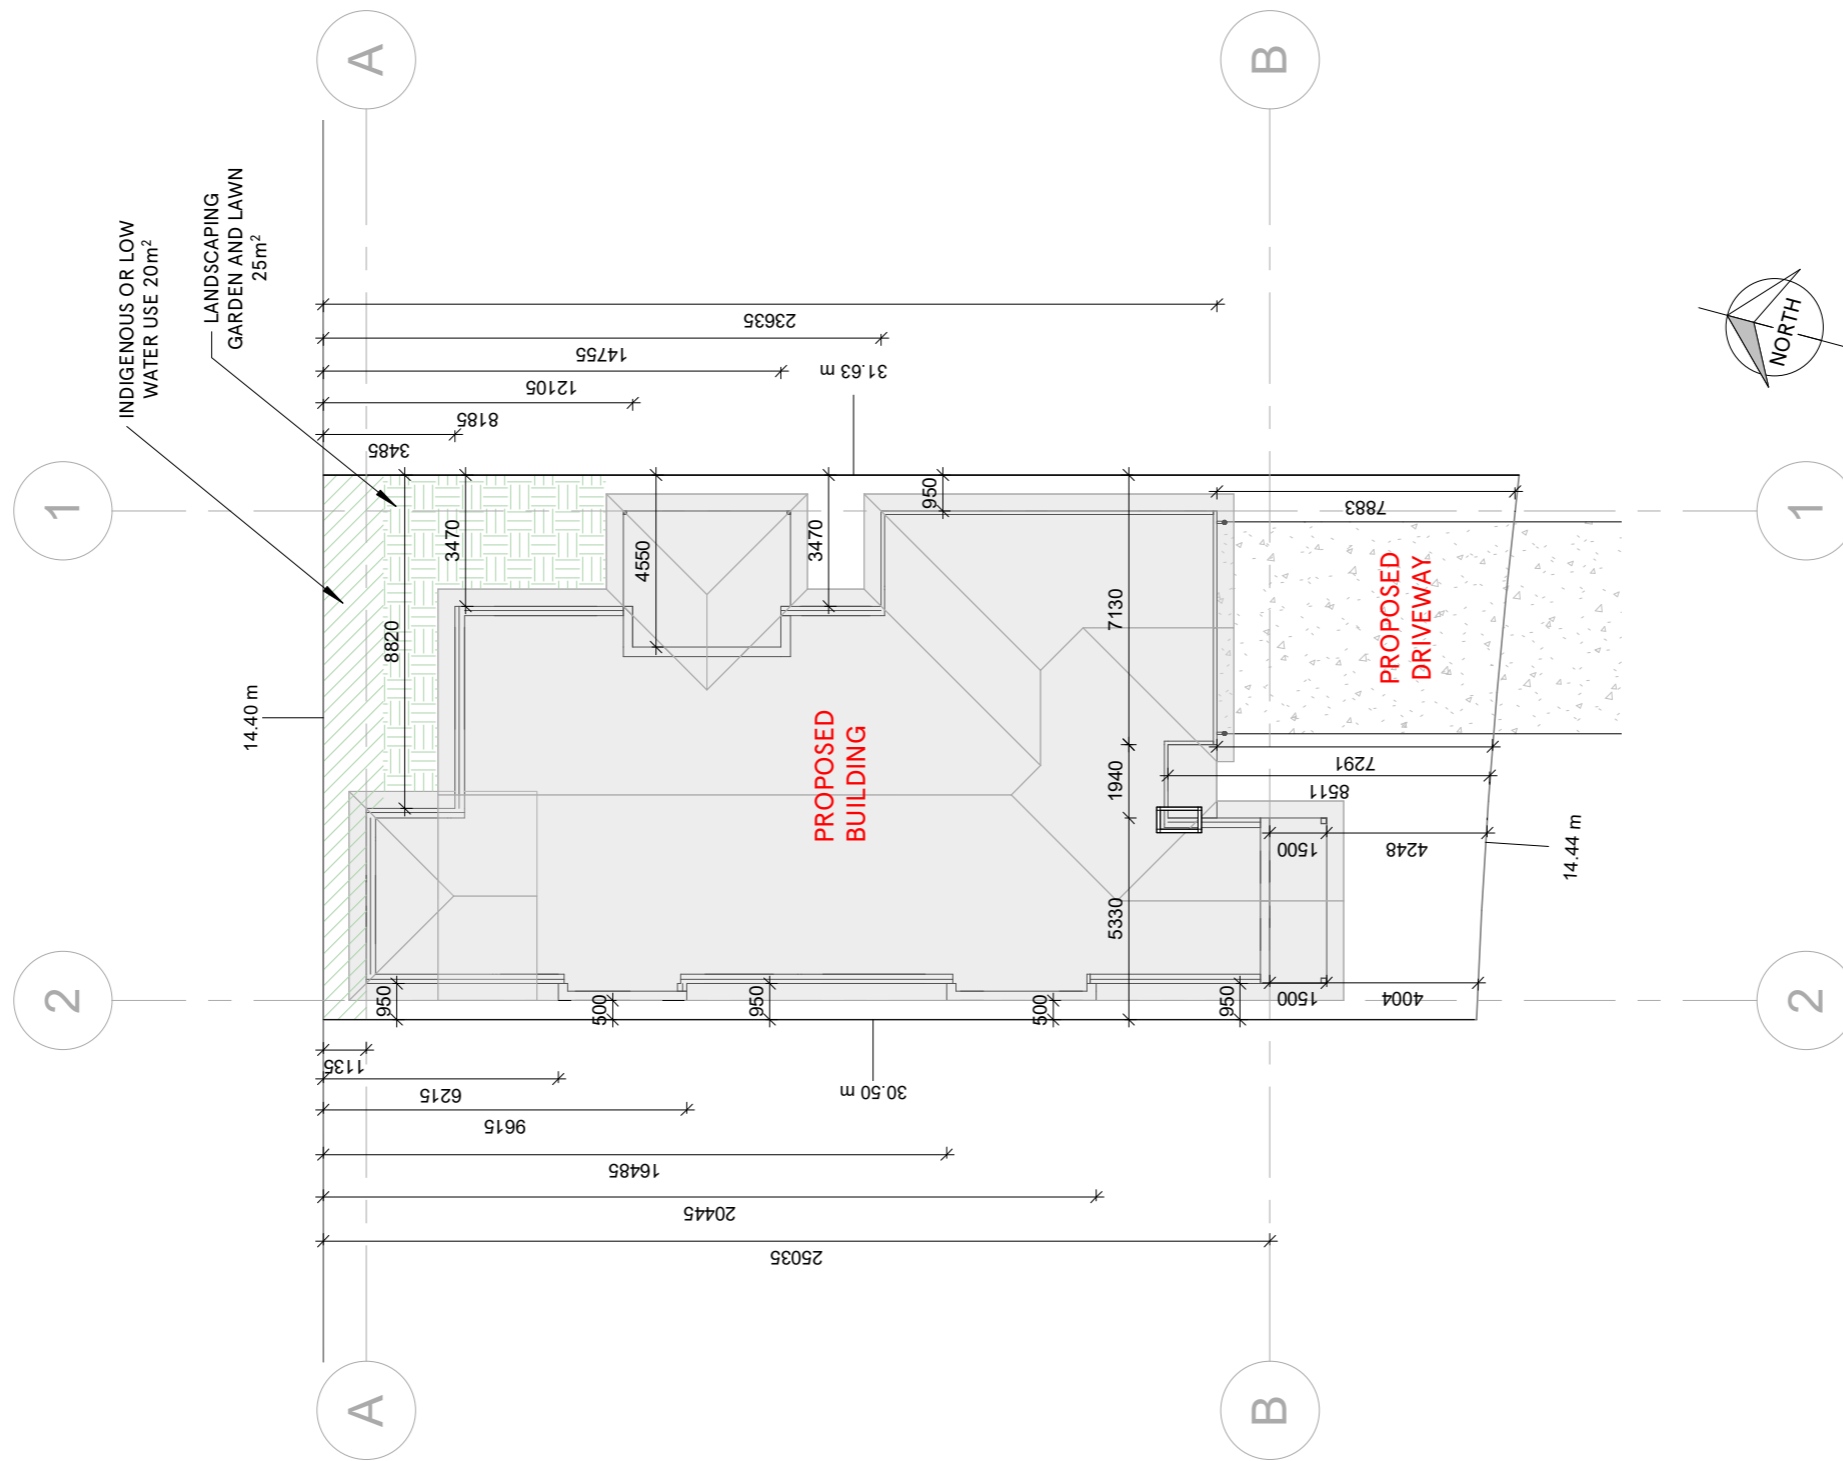 A
B
INDIGENOUS OR LOW
WATER USE 20m²
LANDSCAPING
GARDEN AND LAWN
25m²
23635
14755
12105
8185
3485
31.63 m
1
1
3470
8820
4550
3470
950
7130
7883
PROPOSED
DRIVEWAY
NORTH
14.40 m
PROPOSED
BUILDING
1940
7291
8511
1500
4248
14.44 m
5330
2
2
950
500
950
500
950
1500
4004
1135
6215
9615
30.50 m
16485
20445
25035
A
B